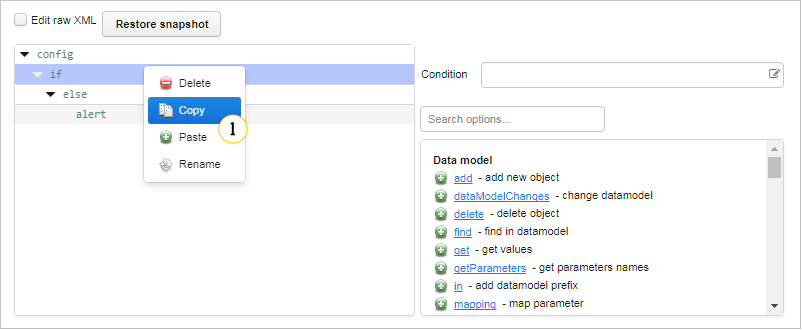 Edit raw XML
Restore snapshot
config
if
else
alert
Delete
Copy
1
Paste
Rename
Condition
Search options...
Data model
add - add new object
dataModelChanges - change datamodel
delete - delete object
find - find in datamodel
get - get values
getParameters - get parameters names
in - add datamodel prefix
mapping - map parameter